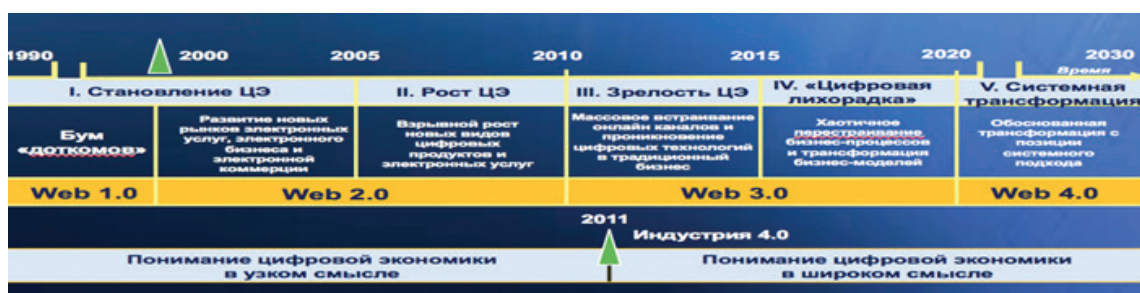 1990 2000 2005 2010 2015 2020 2030
Время
I. Становление ЦЭ
II. Рост ЦЭ
III. Зрелость ЦЭ
IV. «Цифровая
лихорадка»
V. Системная
трансформация
Бум
«доткомов»
Развитие новых
рынков электронных
услуг, электронного
бизнеса и
электронной
коммерции
Взрывной рост
новых видов
цифровых
продуктов и
электронных услуг
Массовое встраивание
онлайн каналов и
проникновение
цифровых технологий
в традиционный
бизнес
Хаотичное
перестраивание
бизнес-процессов
и трансформация
бизнес-моделей
Обоснованная
трансформация с
позиции
системного
подхода
Web 1.0
Web 2.0
Web 3.0
Web 4.0
2011
Индустрия 4.0
Понимание цифровой экономики
в узком смысле
Понимание цифровой экономики
в широком смысле